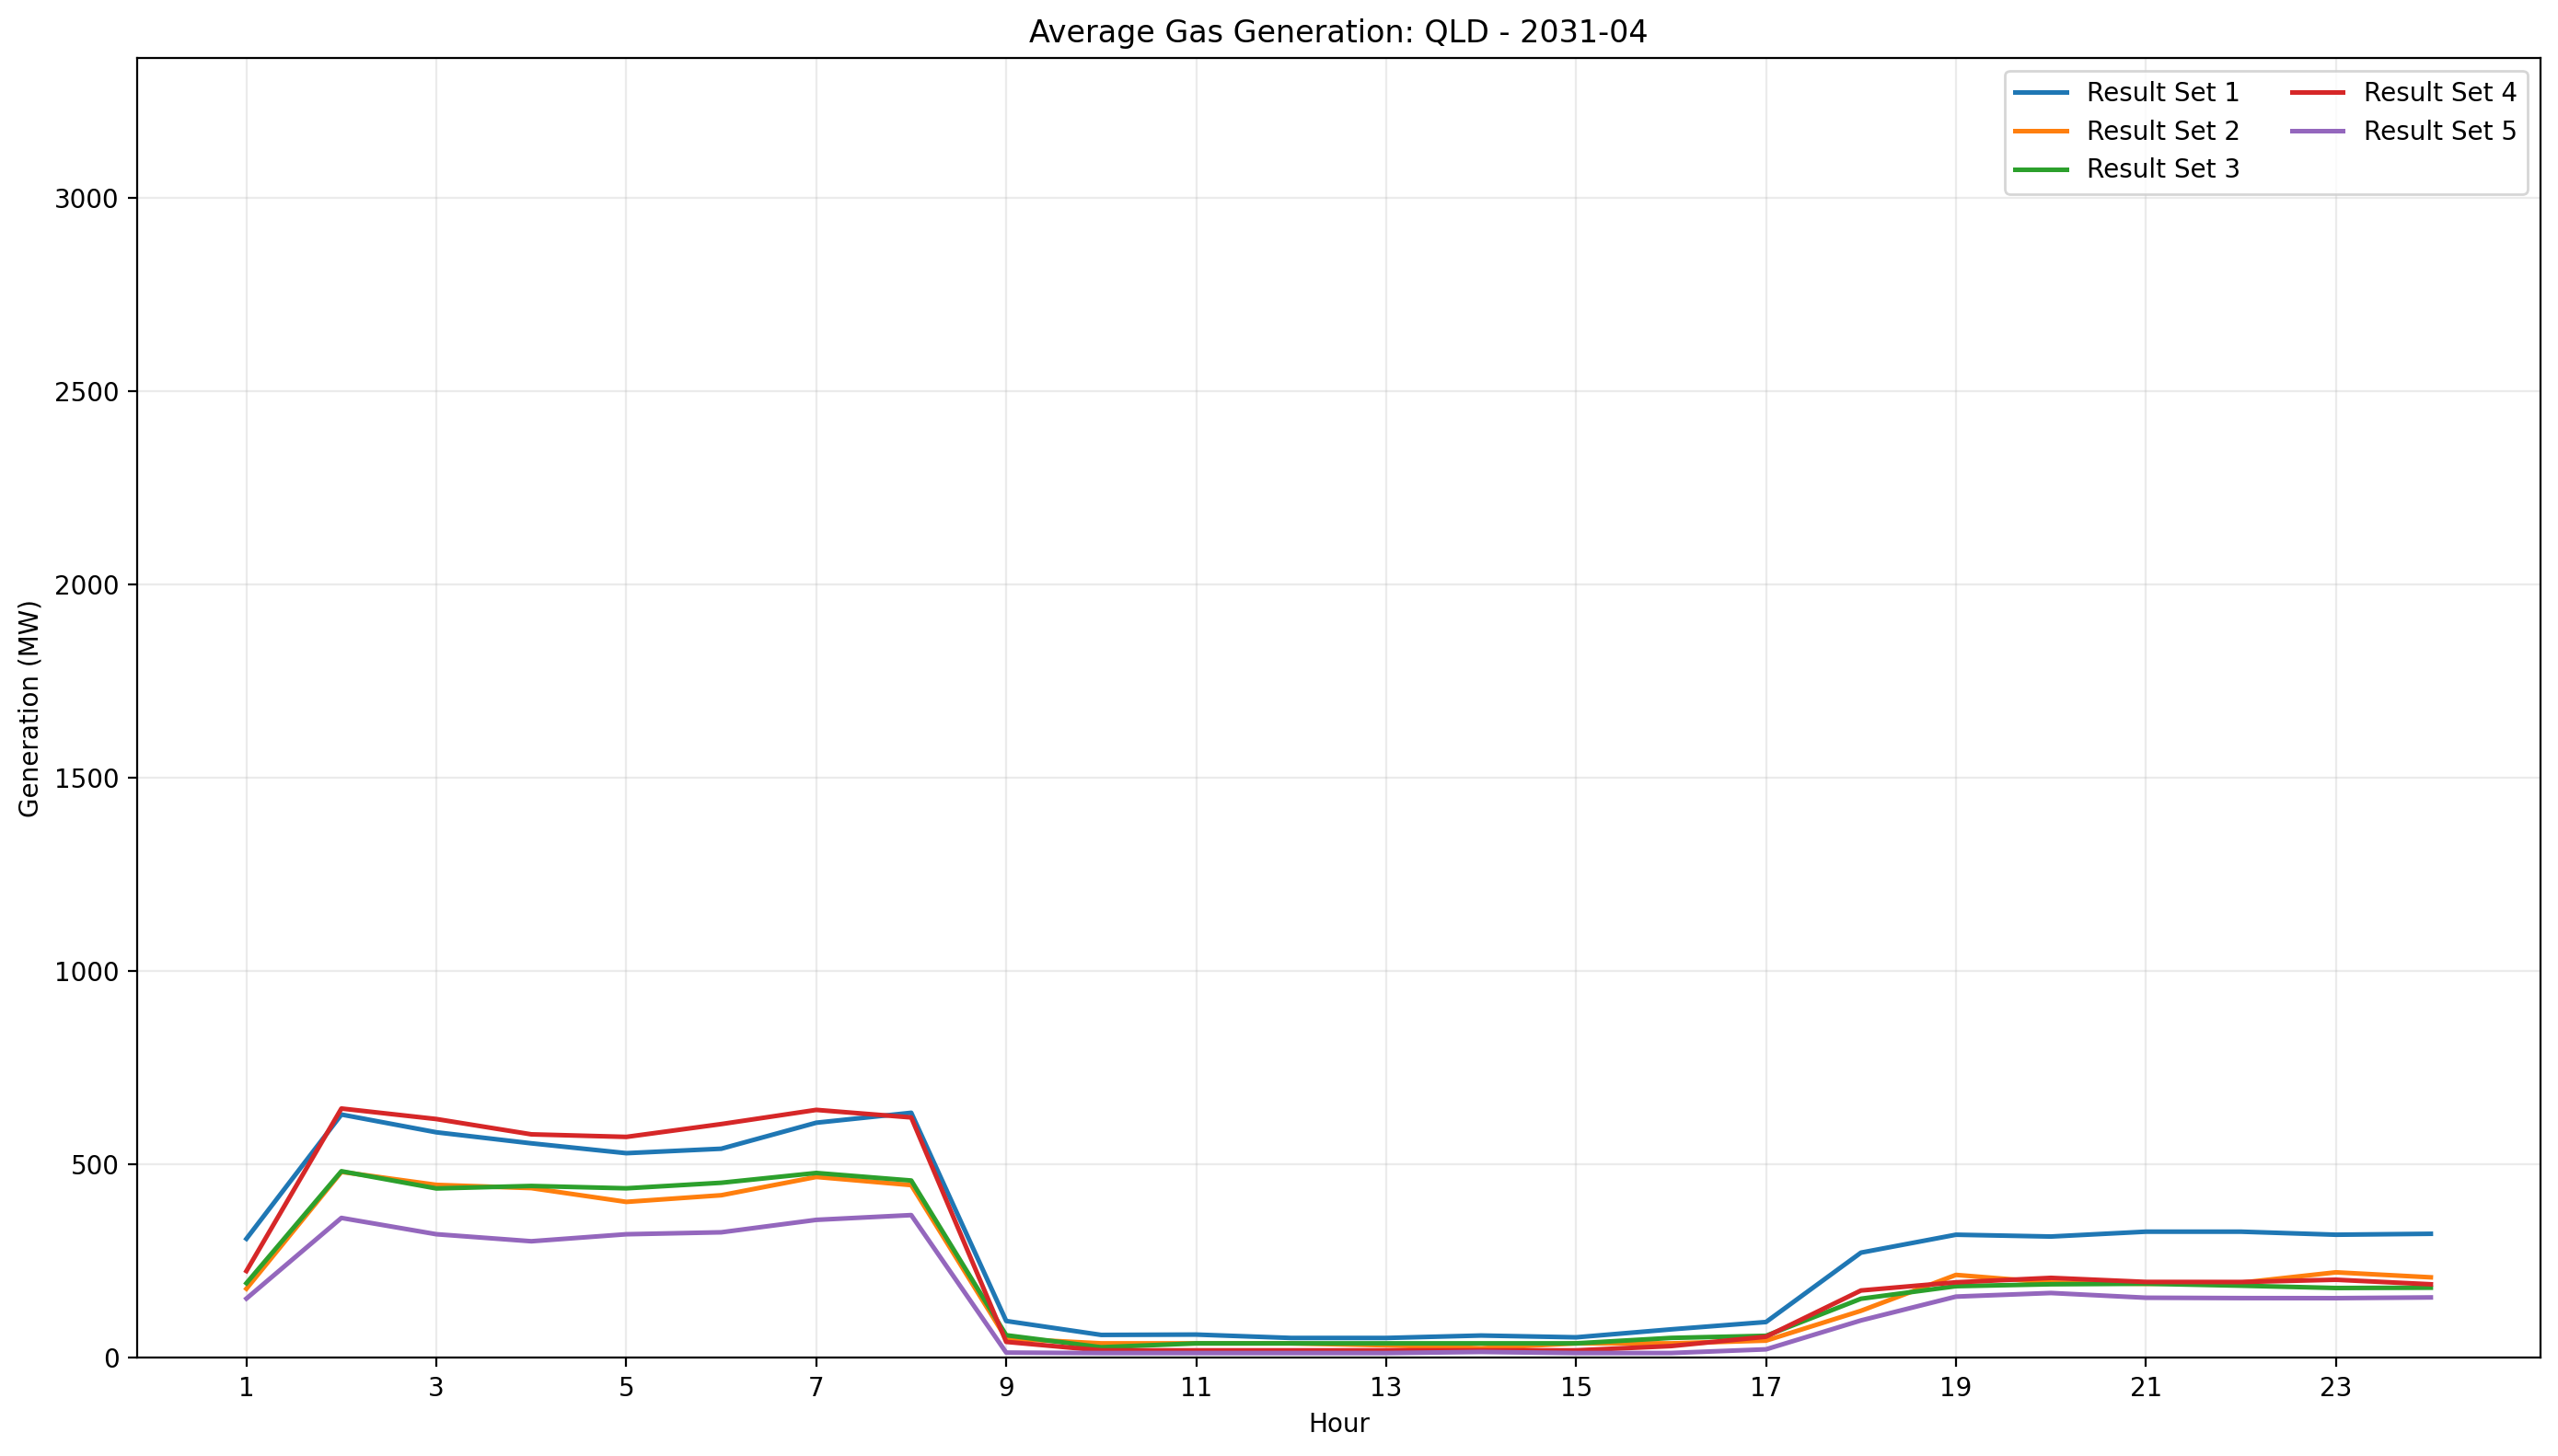 Average Gas Generation: QLD - 2031-04
Result Set 1
Result Set 2
Result Set 3
Result Set 4
Result Set 5
Generation (MW)
3000
2500
2000
1500
1000
500
0
1 3 5 7 9 11 13 15 17 19 21 23
Hour